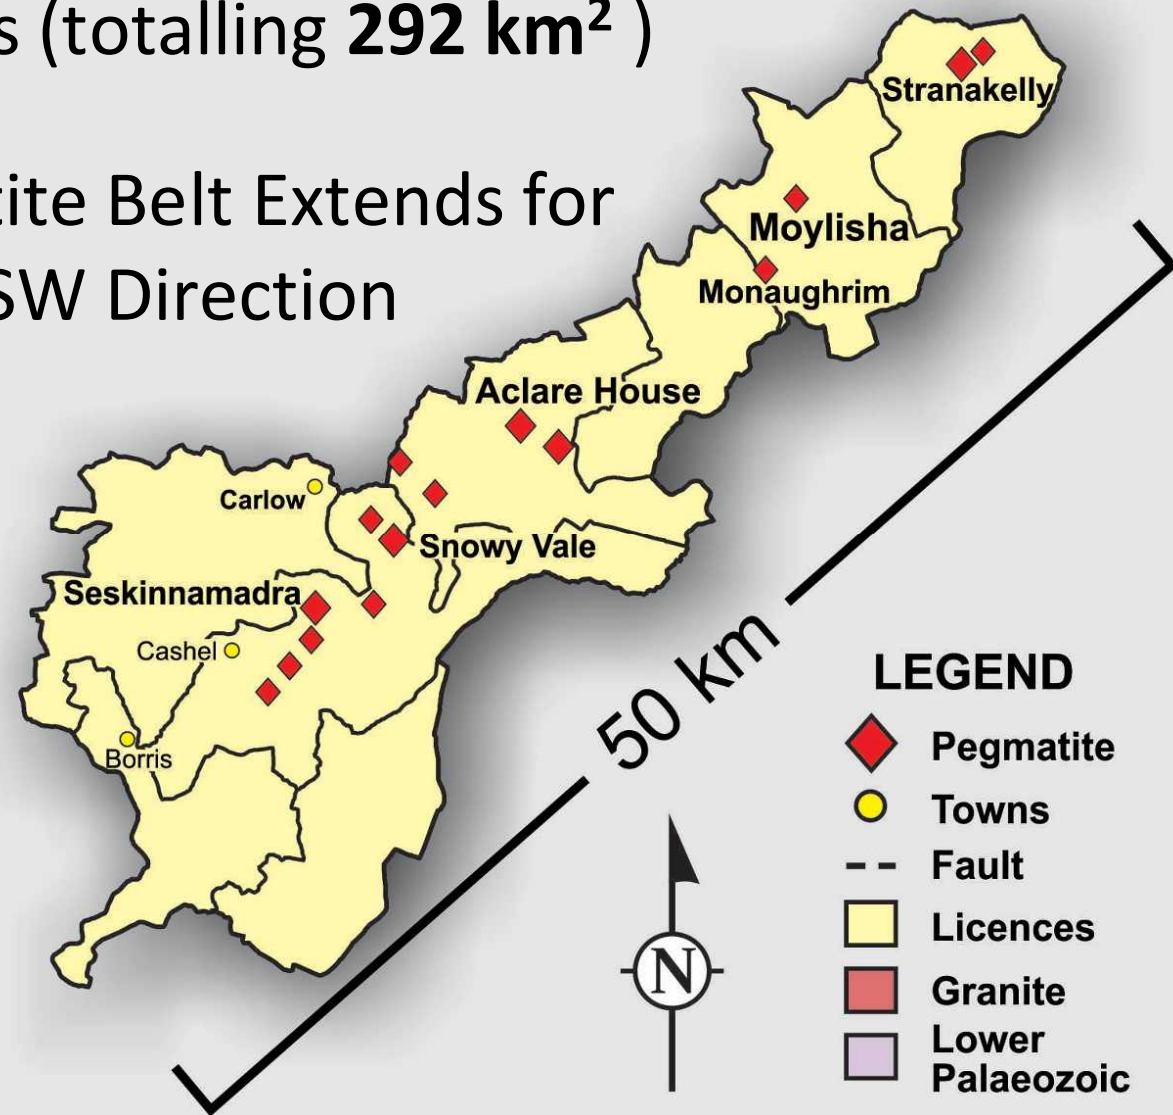 (totalling 292 km² )
Belt Extends for
SW Direction
Stranakelly
Moylisha
Monaughrim
Aclare House
Carlow
Snowy Vale
Seskinnamadra
Cashel
Borris
50 km
LEGEND
Pegmatite
Towns
Fault
Licences
Granite
Lower
Palaeozoic
N